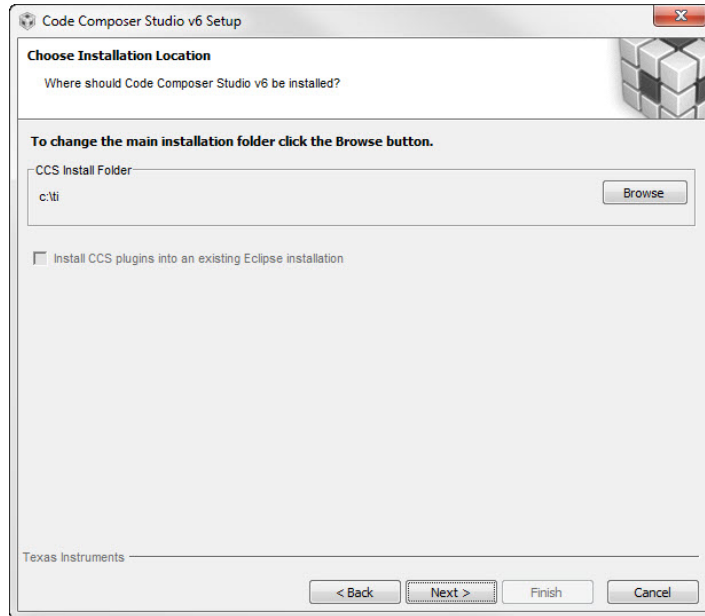 Code Composer Studio v6 Setup
Choose Installation Location
Where should Code Composer Studio v6 be installed?
To change the main installation folder click the Browse button.
CCS Install Folder
c:\ti
Browse
Install CCS plugins into an existing Eclipse installation
Texas Instruments
< Back Next > Finish Cancel